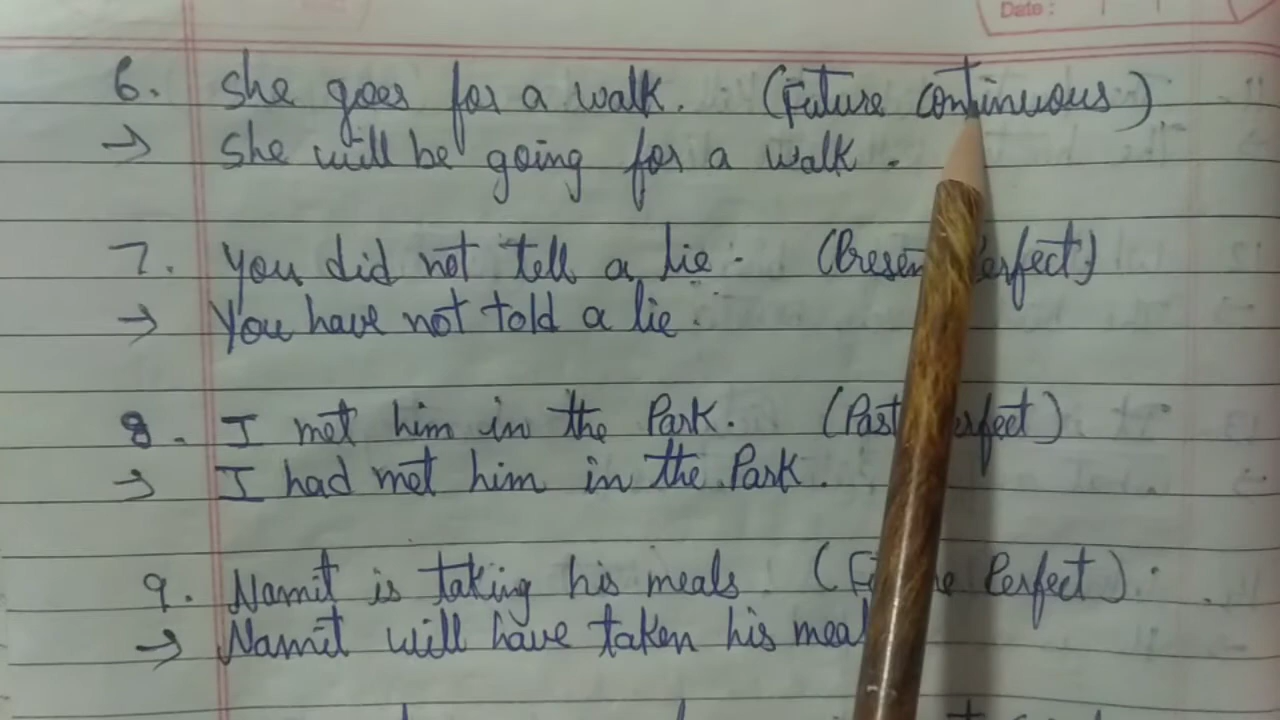 Date :
6. She goes for a walk. (Future continuous)
→ She will be going for a walk.
7. You did not tell a lie. (Present Perfect)
→ You have not told a lie.
8. I met him in the Park. (Past Perfect)
→ I had met him in the Park.
9. Namit is taking his meals. (Future Perfect).
→ Namit will have taken his meal